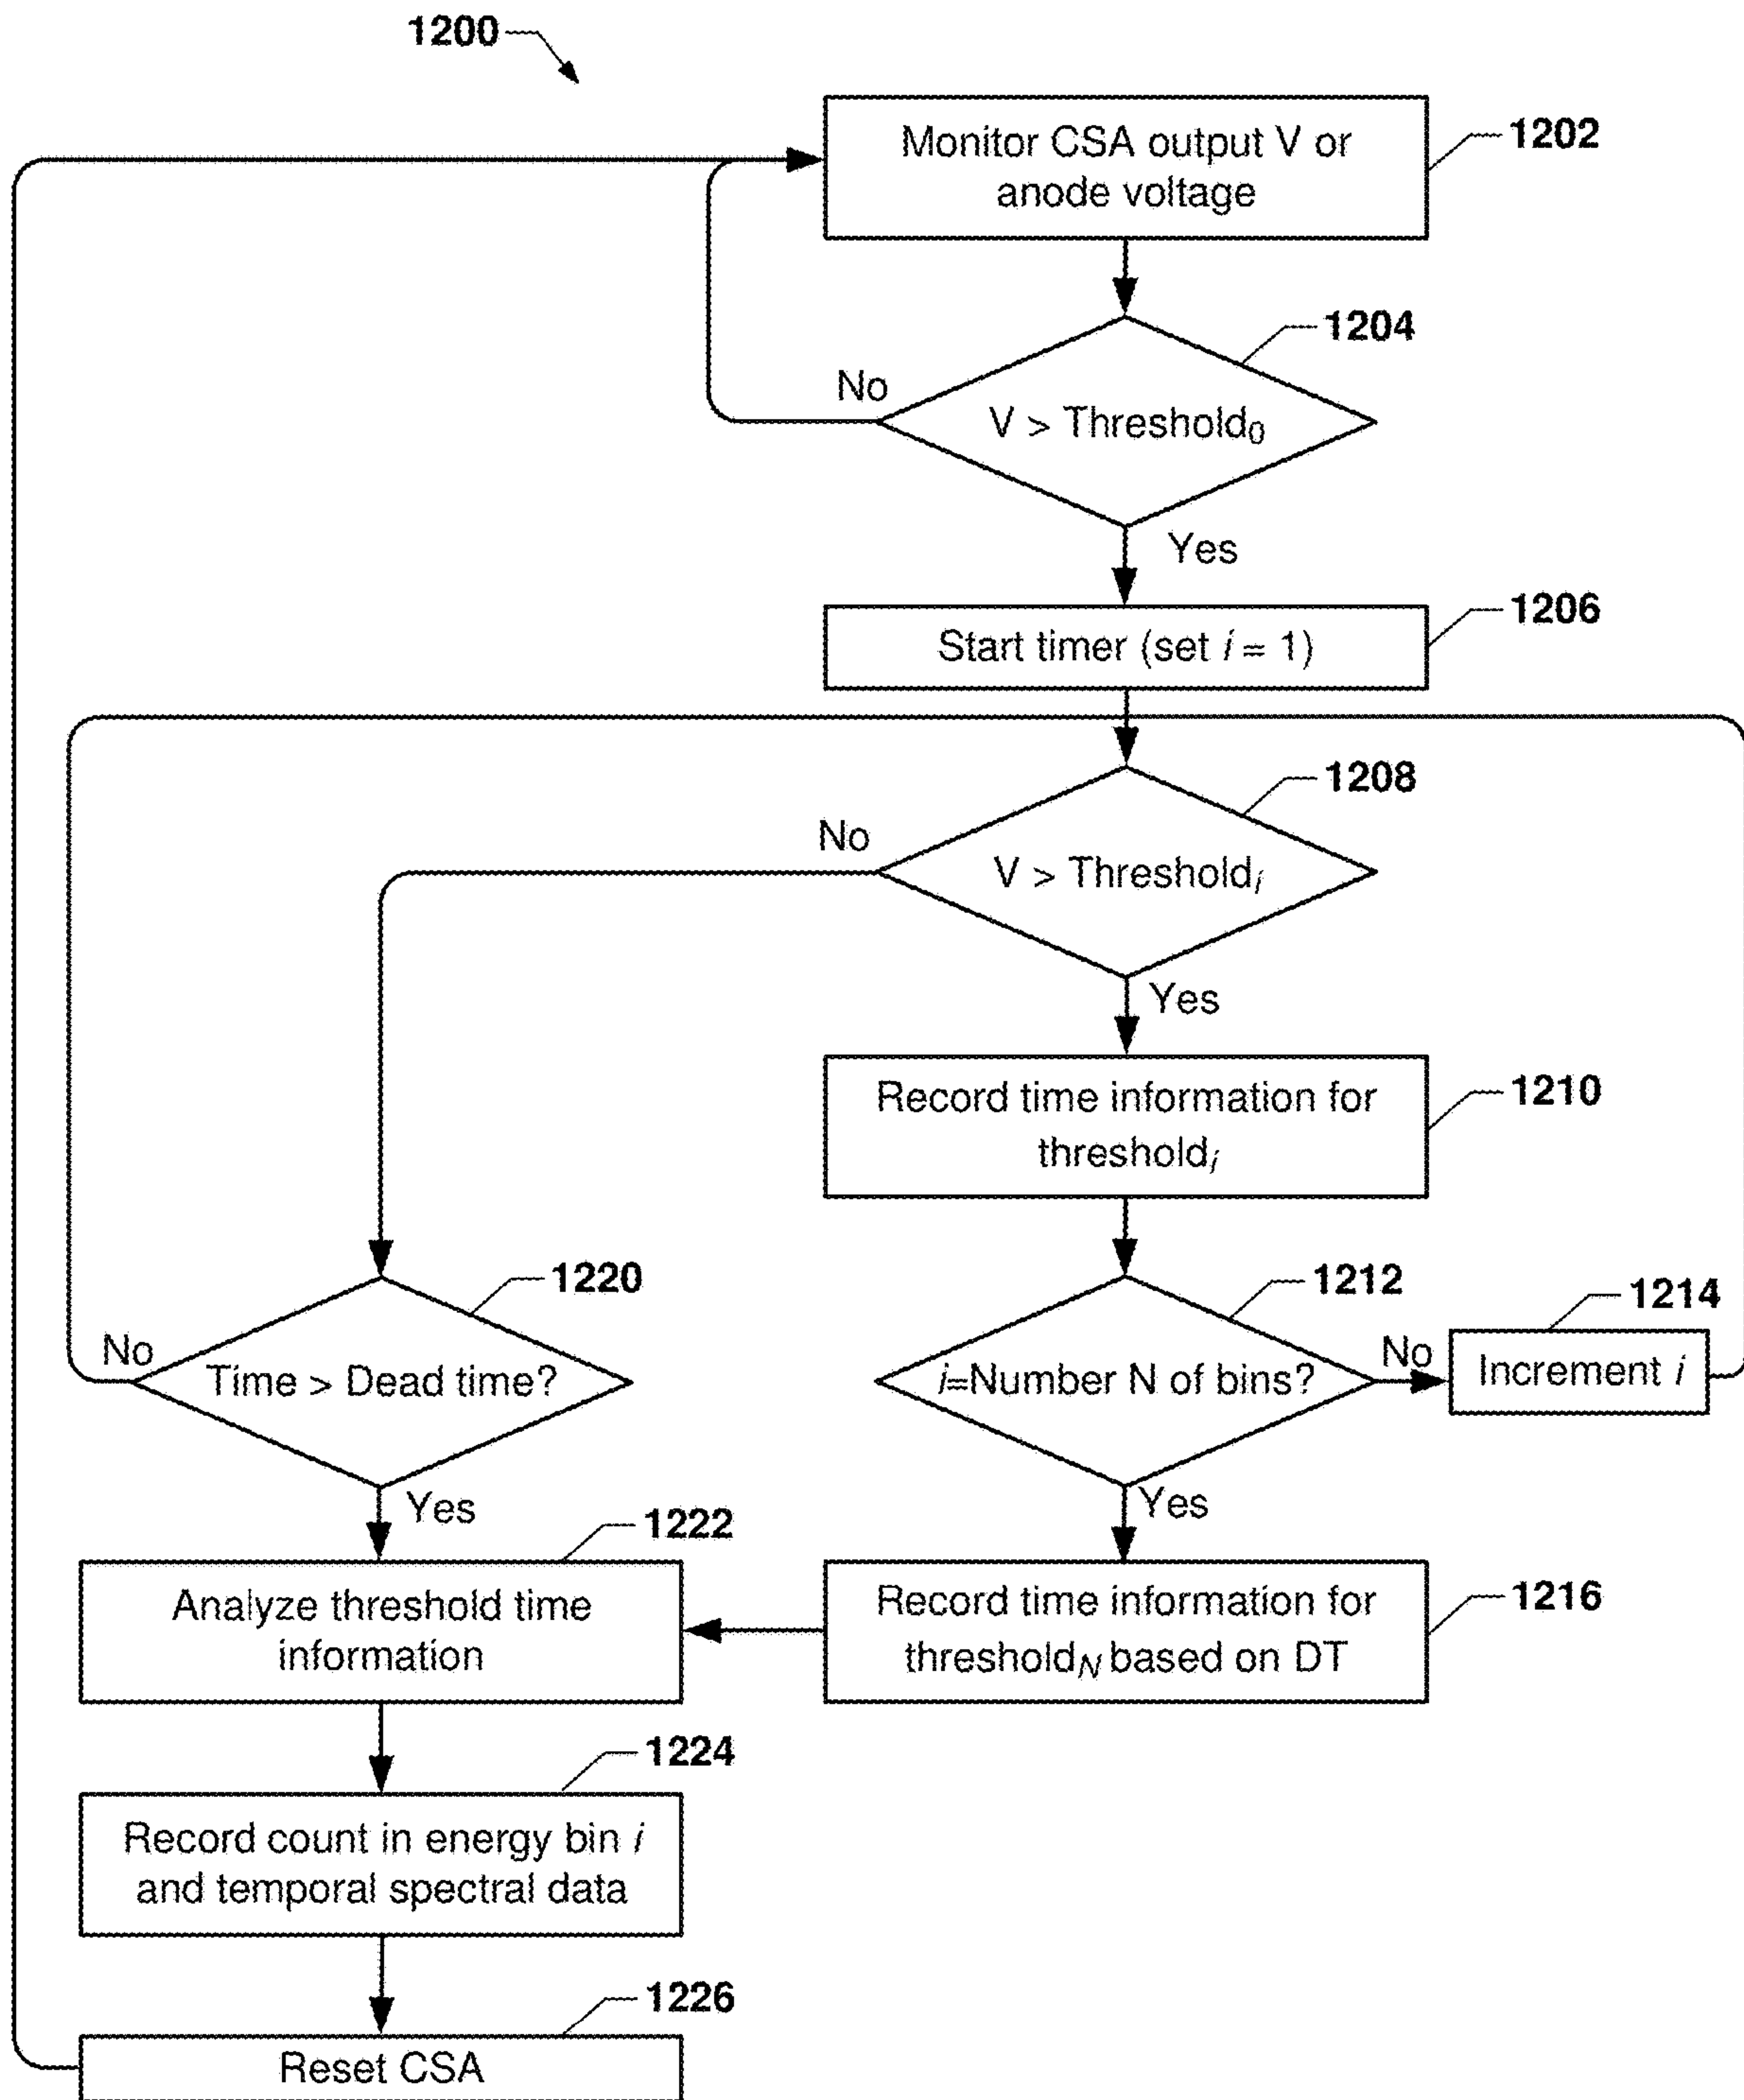 1200
Monitor CSA output V or
anode voltage
1202
1204
No
V > Threshold0
Yes
1206
Start timer (set i = 1)
1208
No
V > Thresholdi
Yes
Record time information for
thresholdi
1210
1220
1212
1214
No
Time > Dead time?
i=Number N of bins?
No
Increment i
Yes
Yes
1222
Analyze threshold time
information
Record time information for
thresholdN based on DT
1216
1224
Record count in energy bin i
and temporal spectral data
1226
Reset CSA